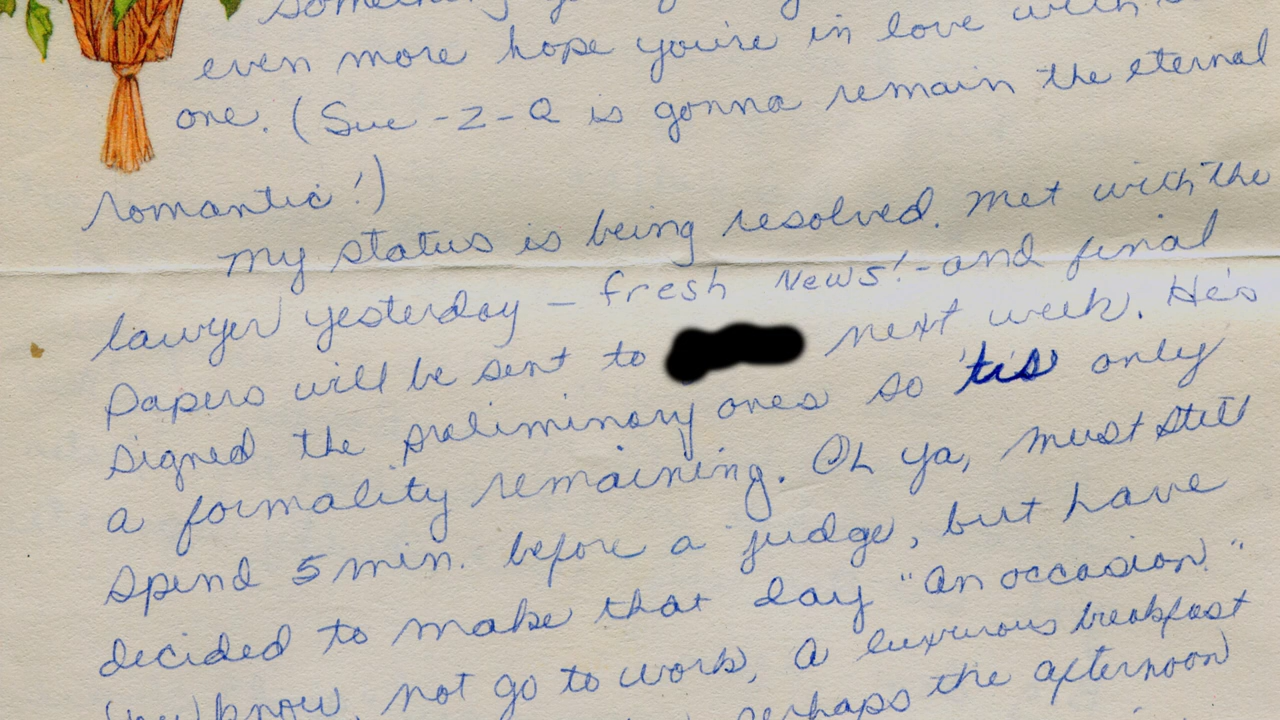 even more hope you're in love with
one. (Sue-Z-Q is gonna remain the eternal
romantic!)
My status is being resolved. Met with the
lawyer yesterday – fresh News! - and final
papers will be sent to next week. He's
signed the preliminary ones so 'tis only
a formality remaining. Oh ya, must still
spend 5 min. before a judge, but have
decided to make that day "an occasion."
know, not go to work, a luxurious breakfast
perhaps the afternoon